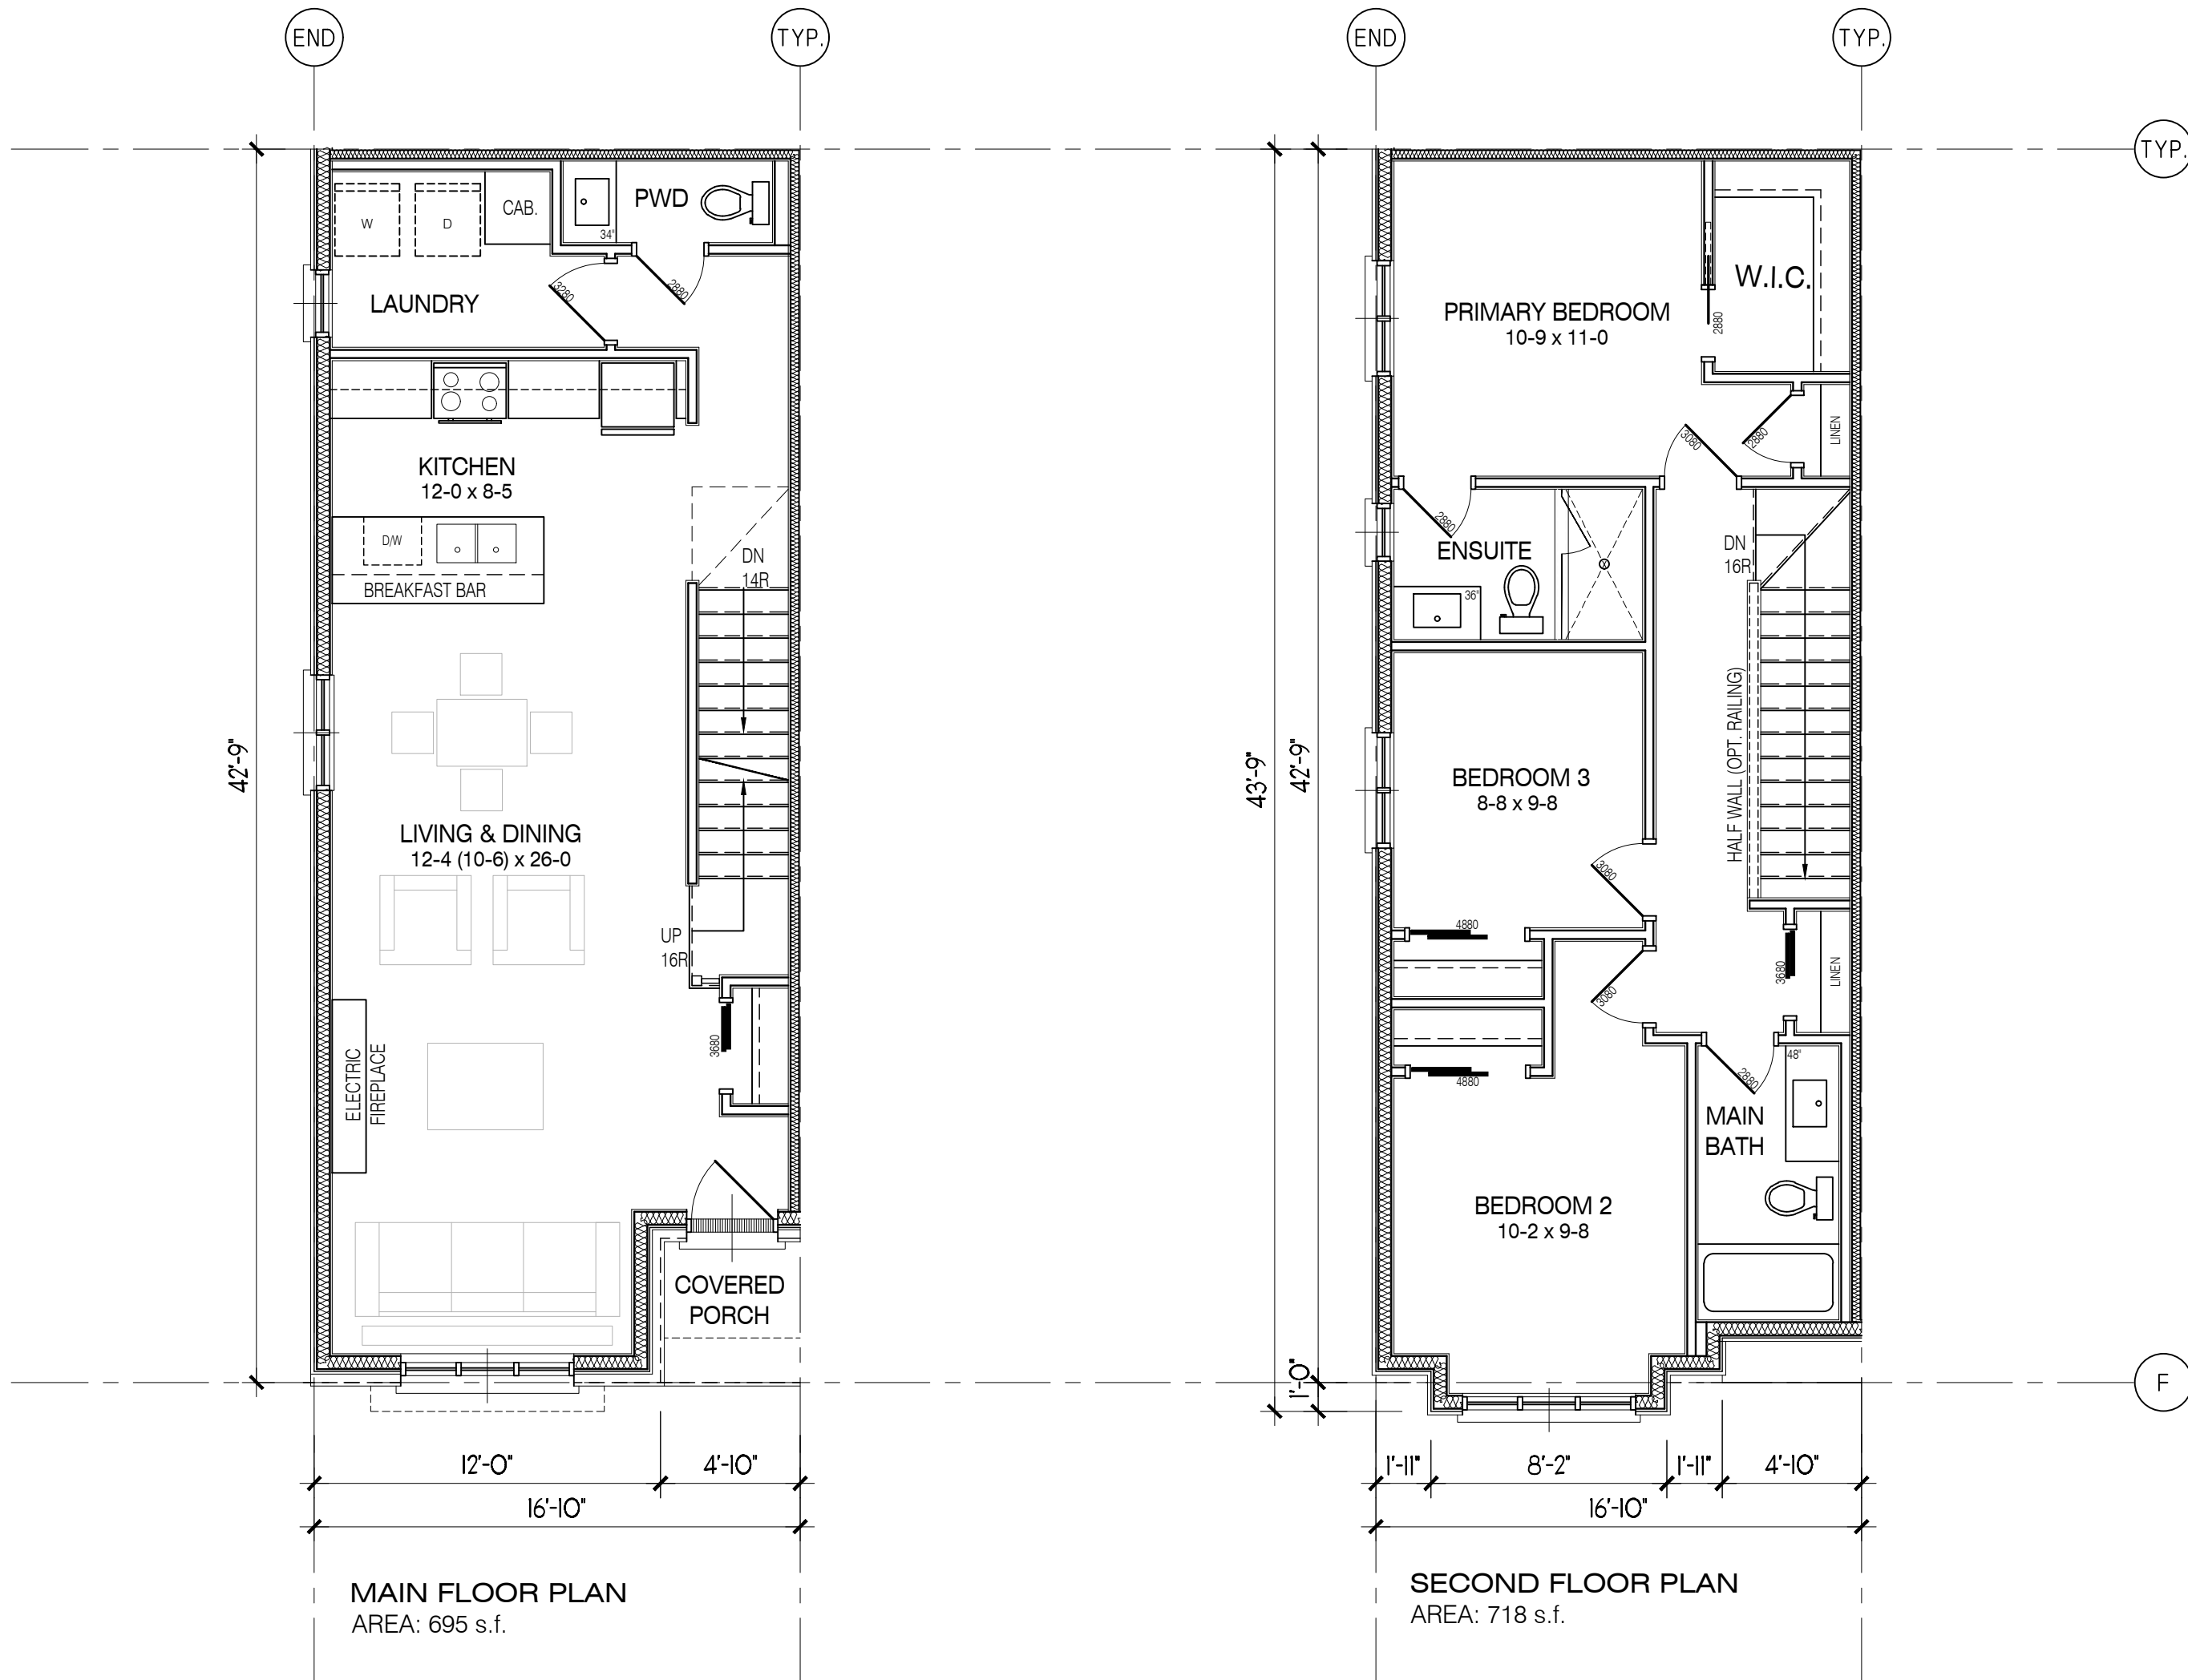 END
TYP.
END
TYP.
TYP.
F
W
D
CAB.
34"
PWD
3280
2880
LAUNDRY
KITCHEN
12-0 x 8-5
D/W
BREAKFAST BAR
DN
14R
LIVING & DINING
12-4 (10-6) x 26-0
UP
16R
3680
ELECTRIC
FIREPLACE
COVERED
PORCH
42'-9"
12'-0"
4'-10"
16'-10"
MAIN FLOOR PLAN
AREA: 695 s.f.
W.I.C.
PRIMARY BEDROOM
10-9 x 11-0
2880
3080
2880
LINEN
2880
ENSUITE
36"
DN
16R
HALF WALL (OPT. RAILING)
BEDROOM 3
8-8 x 9-8
3080
4880
3080
3680
LINEN
4880
48"
2880
MAIN
BATH
BEDROOM 2
10-2 x 9-8
43'-9"
42'-9"
1'-0"
1'-11"
8'-2"
1'-11"
4'-10"
16'-10"
SECOND FLOOR PLAN
AREA: 718 s.f.